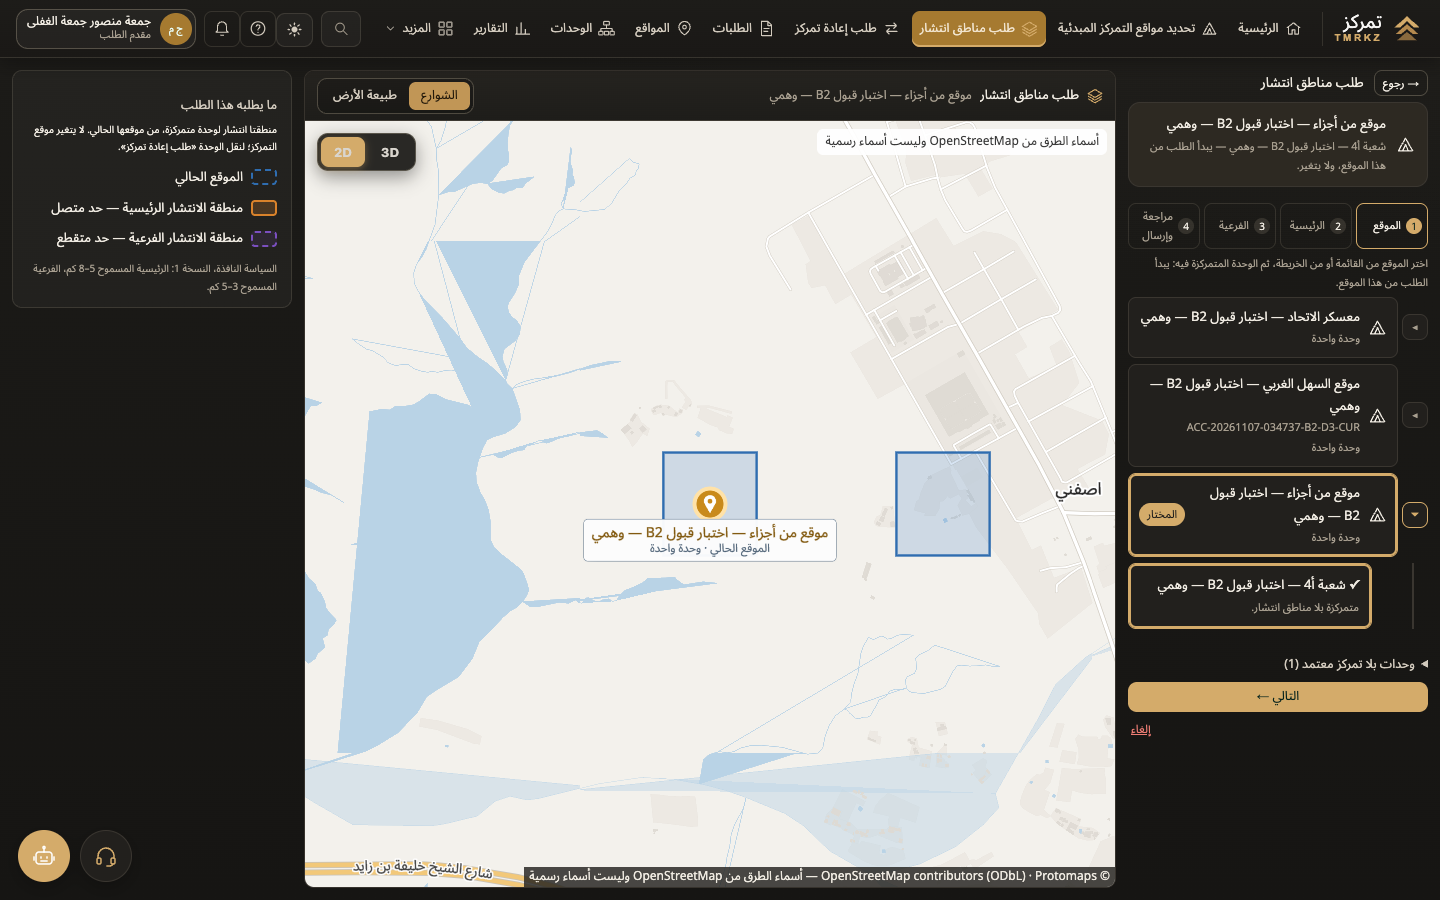 تمركز
TMRKZ
الرئيسية
تحديد مواقع التمركز المبدئية
طلب مناطق انتشار
طلب إعادة تمركز
الطلبات
المواقع
الوحدات
التقارير
المزيد
ج م
جمعة منصور جمعة الغفلي
مقدم الطلب
→ رجوع
طلب مناطق انتشار
موقع من أجزاء — اختبار قبول B2 — وهمي
شعبة أ4 — اختبار قبول B2 — وهمي — يبدأ الطلب من
هذا الموقع، ولا يتغير.
1 الموقع
2 الرئيسية
3 الفرعية
4 مراجعة
وإرسال
اختر الموقع من القائمة أو من الخريطة، ثم الوحدة المتمركزة فيه: يبدأ
الطلب من هذا الموقع.
معسكر الاتحاد — اختبار قبول B2 — وهمي
وحدة واحدة
موقع السهل الغربي — اختبار قبول B2 —
وهمي
ACC-20261107-034737-B2-D3-CUR
وحدة واحدة
موقع من أجزاء — اختبار قبول
B2 — وهمي
وحدة واحدة
المختار
✔ شعبة أ4 — اختبار قبول B2 — وهمي
متمركزة بلا مناطق انتشار.
وحدات بلا تمركز معتمد (1)
التالي ←
إلغاء
طلب مناطق انتشار
موقع من أجزاء — اختبار قبول B2 — وهمي
الشوارع
طبيعة الأرض
أسماء الطرق من OpenStreetMap وليست أسماء رسمية
2D
3D
اصفني
موقع من أجزاء — اختبار قبول B2 — وهمي
الموقع الحالي · وحدة واحدة
شارع الشيخ خليفة بن زايد
© OpenStreetMap contributors (ODbL) · Protomaps — أسماء الطرق من OpenStreetMap وليست أسماء رسمية
ما يطلبه هذا الطلب
منطقتا انتشار لوحدة متمركزة، من موقعها الحالي. لا يتغير موقع
التمركز؛ لنقل الوحدة «طلب إعادة تمركز».
الموقع الحالي
منطقة الانتشار الرئيسية — حد متصل
منطقة الانتشار الفرعية — حد متقطع
السياسة النافذة، النسخة 1: الرئيسية المسموح 5–8 كم، الفرعية
المسموح 3–5 كم.